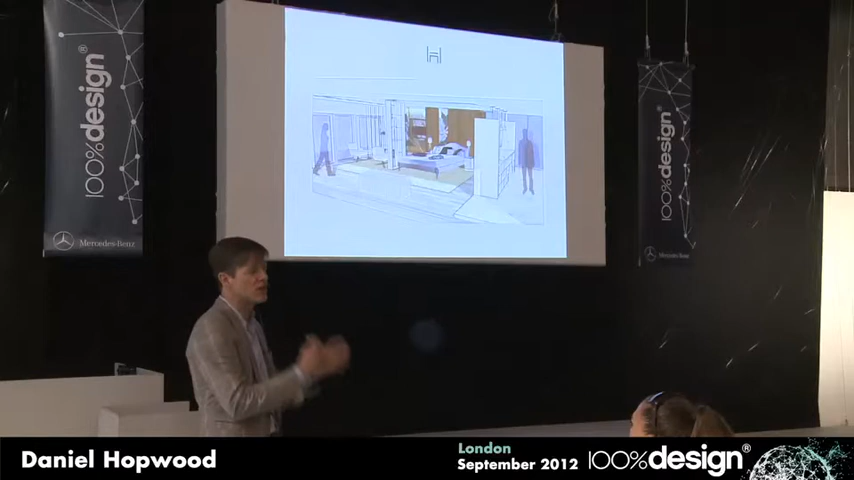 100%design®
Mercedes-Benz
H
100%design®
Mercedes-Benz
Daniel Hopwood
London
September 2012
100%design®